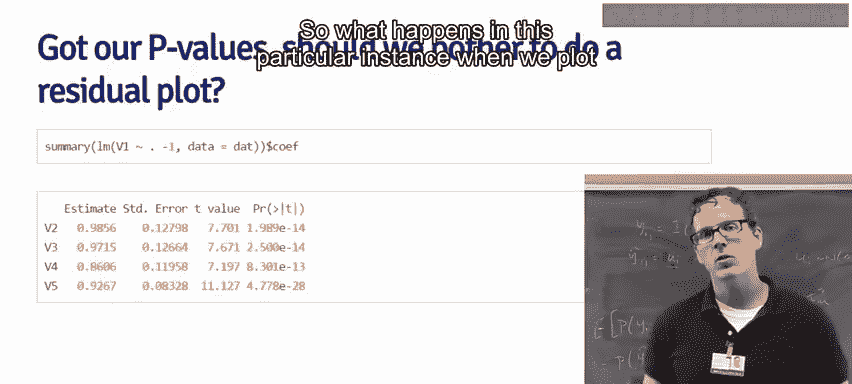 So what happens in this
particular instance when we plot
Got our P-values, should we bother to do a
residual plot?
summary(lm(V1 ~ . -1, data = dat))$coef
Estimate Std. Error t value Pr(>|t|)
V2 0.9856 0.12798 7.701 1.989e-14
V3 0.9715 0.12664 7.671 2.500e-14
V4 0.8606 0.11958 7.197 8.301e-13
V5 0.9267 0.08328 11.127 4.778e-28